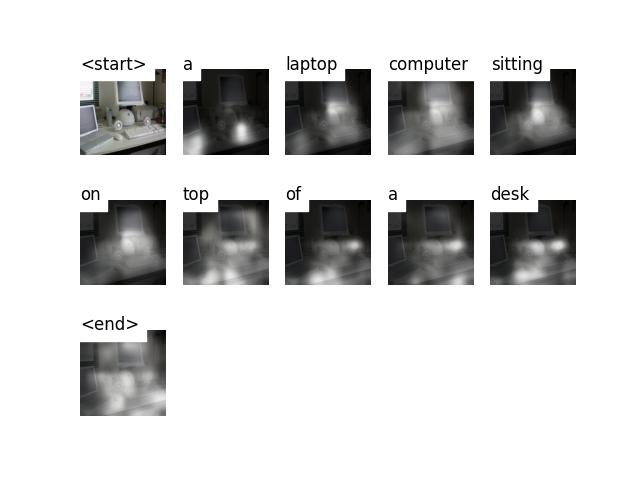 <start> a laptop computer sitting
on top of a desk
<end>